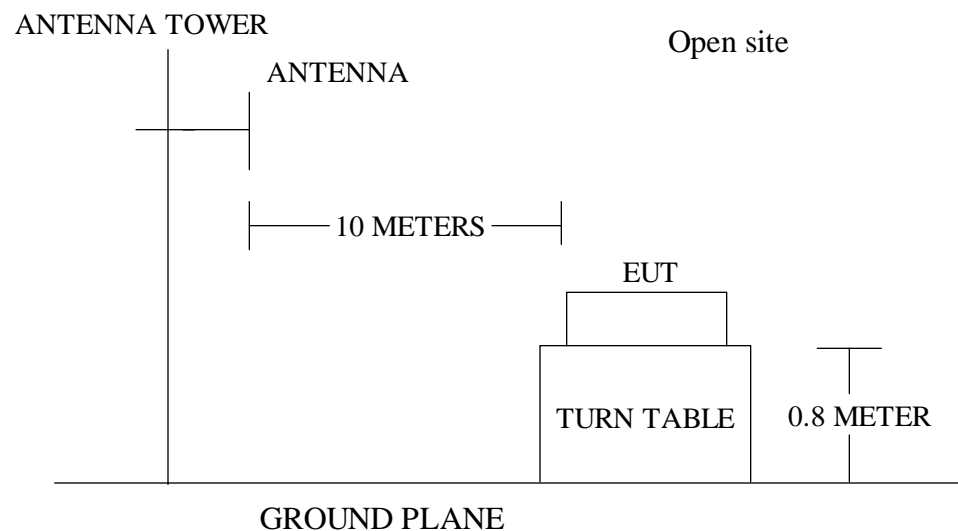 ANTENNA TOWER
Open site
ANTENNA
10 METERS
EUT
TURN TABLE
0.8 METER
GROUND PLANE